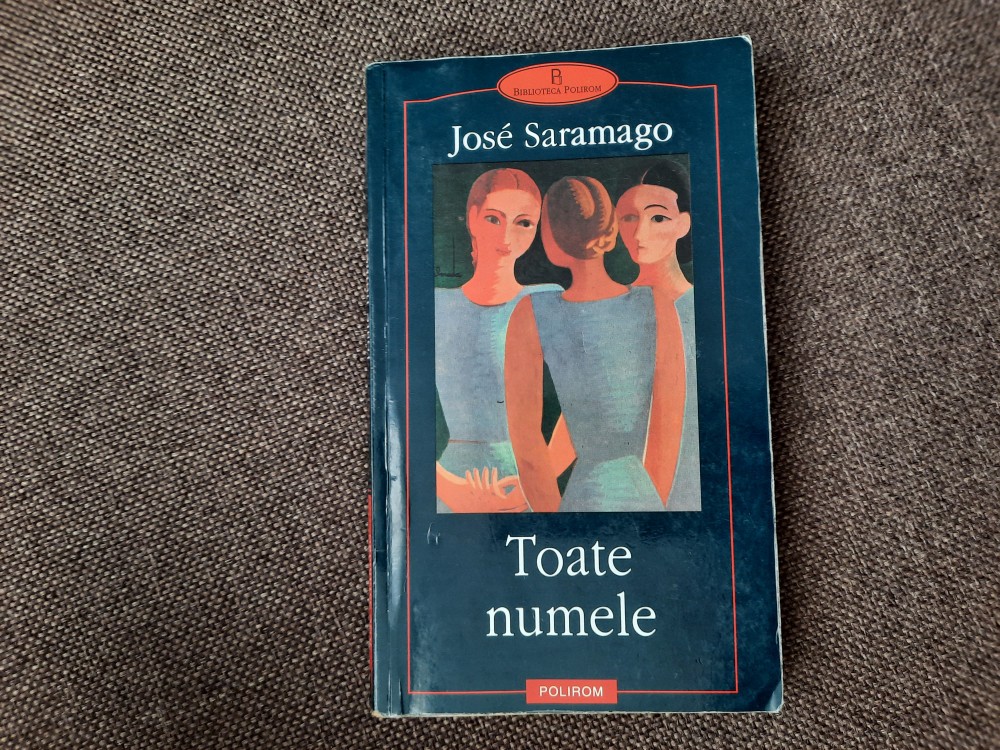 BIBLIOTECA POLIROM
José Saramago
Toate
numele
POLIROM